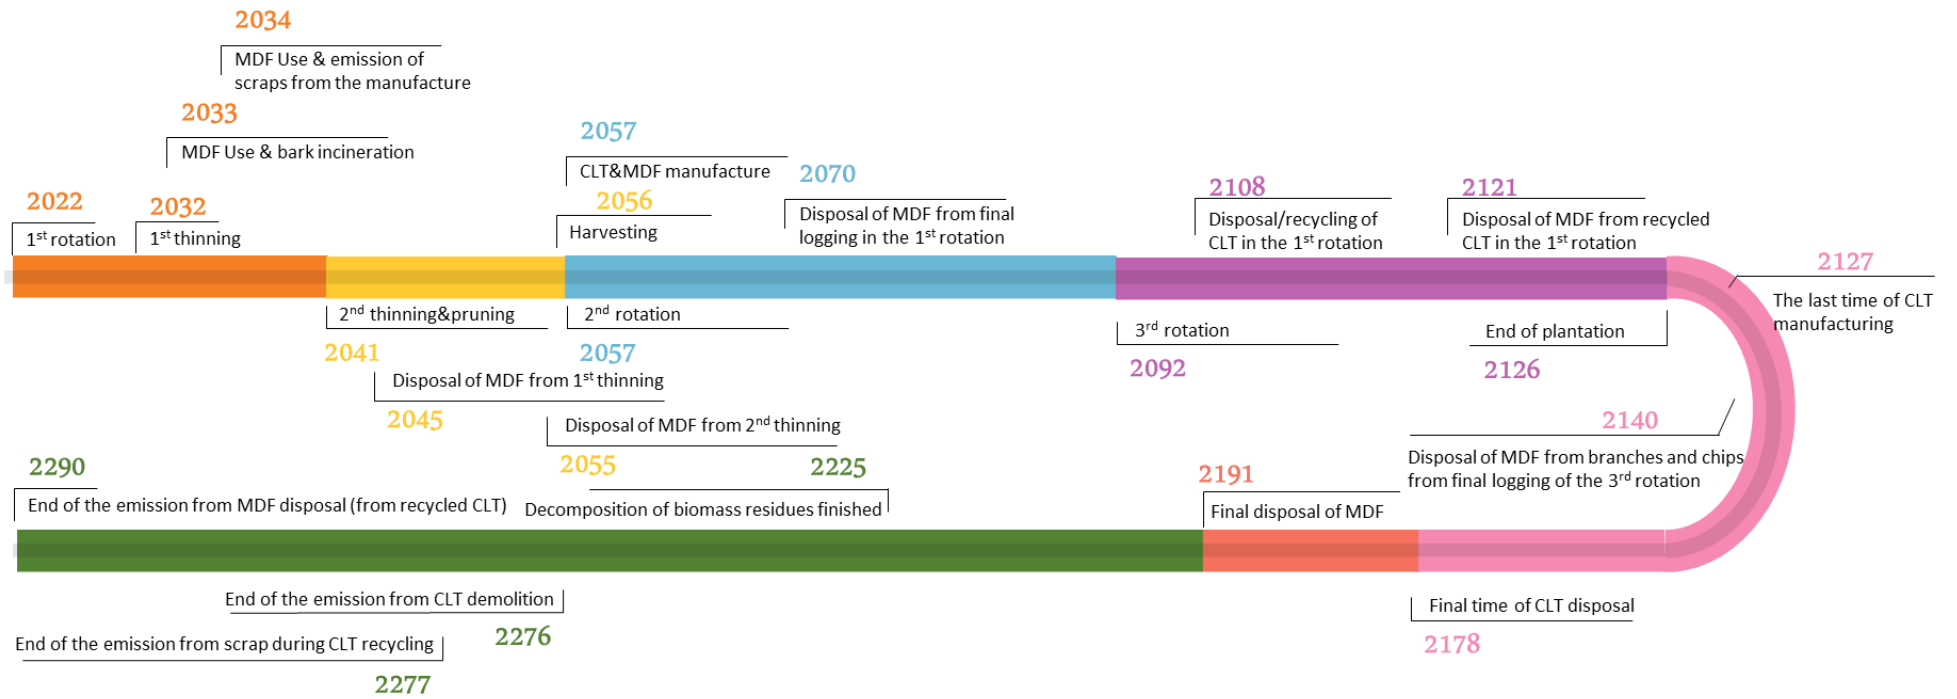 2034
MDF Use & emission of
scraps from the manufacture
2033
MDF Use & bark incineration
2022
1st rotation
2032
1st thinning
2057
CLT&MDF manufacture
2056
Harvesting
2070
Disposal of MDF from final
logging in the 1st rotation
2108
Disposal/recycling of
CLT in the 1st rotation
2121
Disposal of MDF from recycled
CLT in the 1st rotation
2127
The last time of CLT
manufacturing
2nd thinning&pruning
2041
2nd rotation
2057
3rd rotation
2092
End of plantation
2126
Disposal of MDF from 1st thinning
2045
Disposal of MDF from 2nd thinning
2055
2140
Disposal of MDF from branches and chips
from final logging of the 3rd rotation
2290
End of the emission from MDF disposal (from recycled CLT)
2225
Decomposition of biomass residues finished
2191
Final disposal of MDF
End of the emission from CLT demolition
2276
End of the emission from scrap during CLT recycling
2277
Final time of CLT disposal
2178